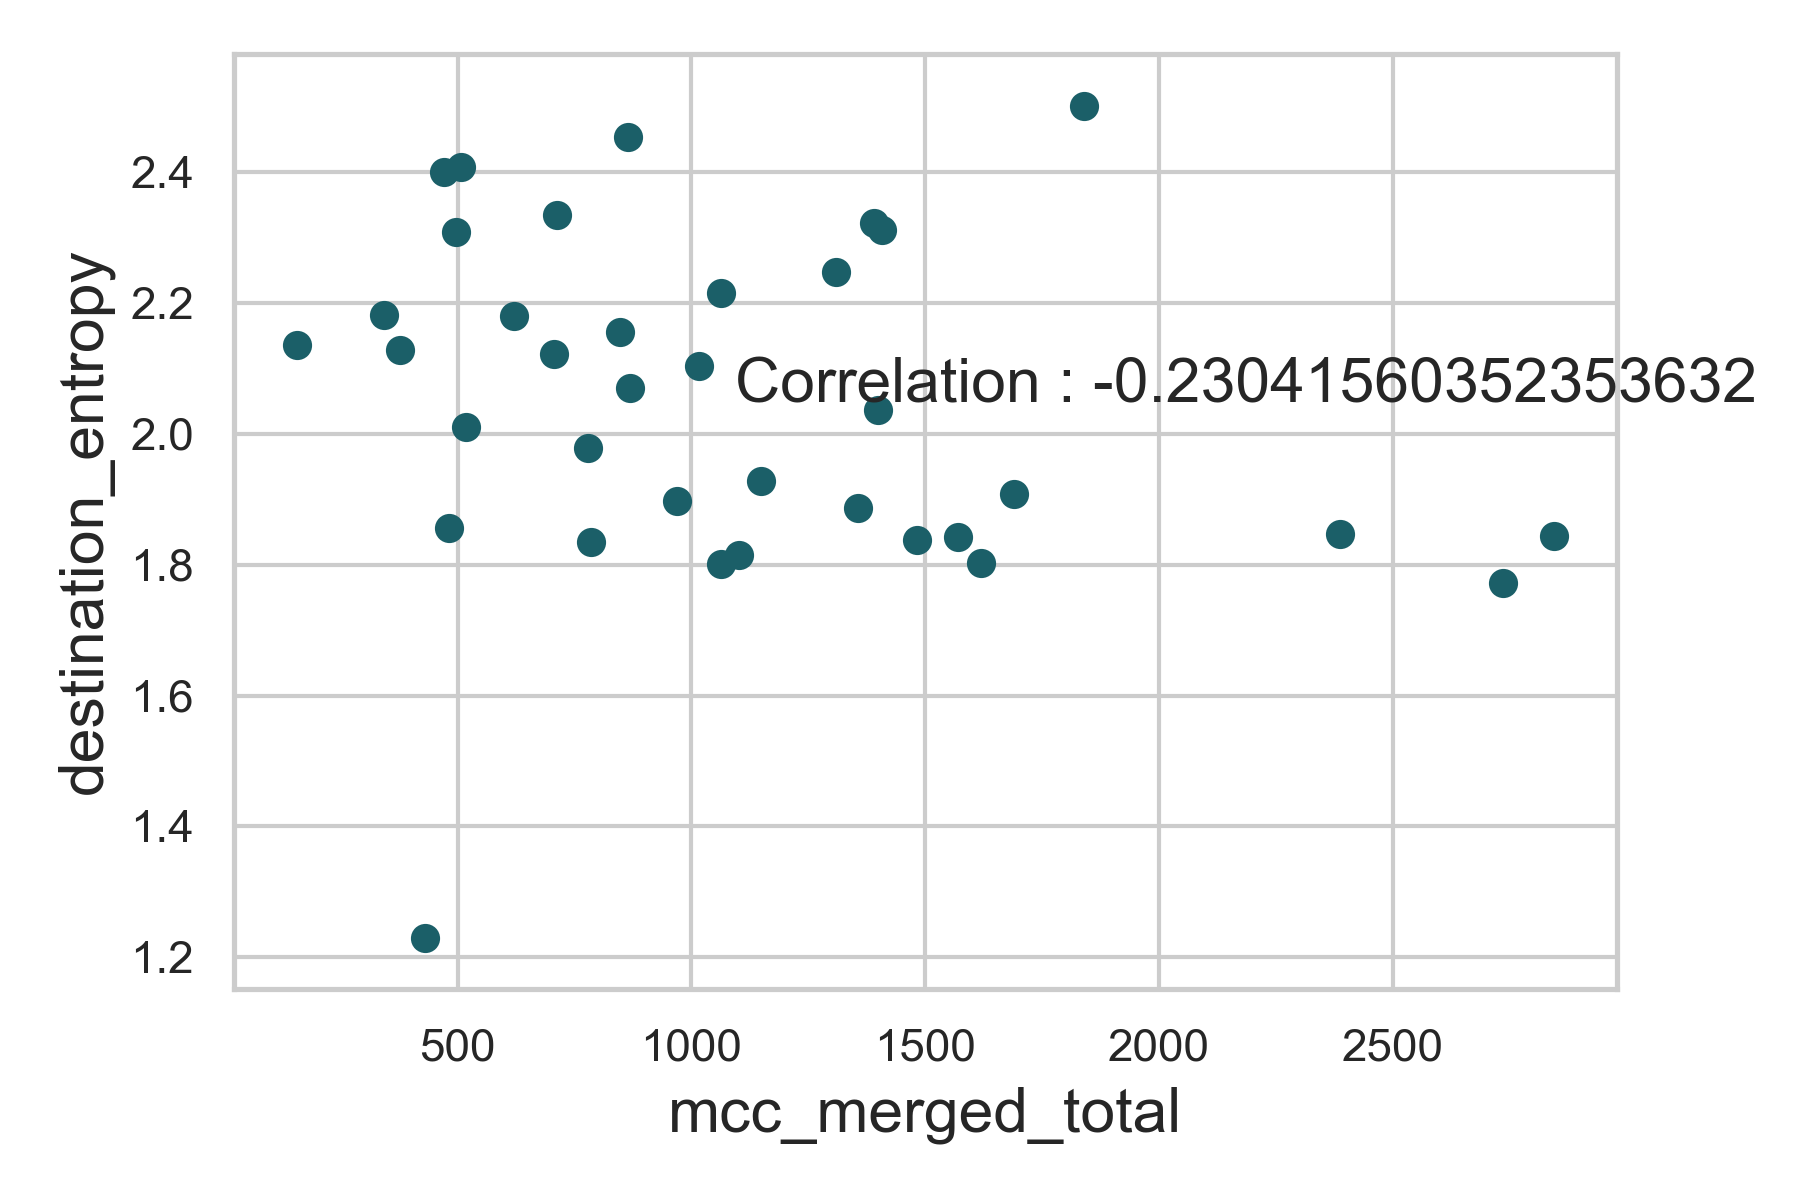 2.4
2.2
2.0
1.8
1.6
1.4
1.2
destination_entropy
Correlation : -0.23041560352353632
500 1000 1500 2000 2500
mcc_merged_total